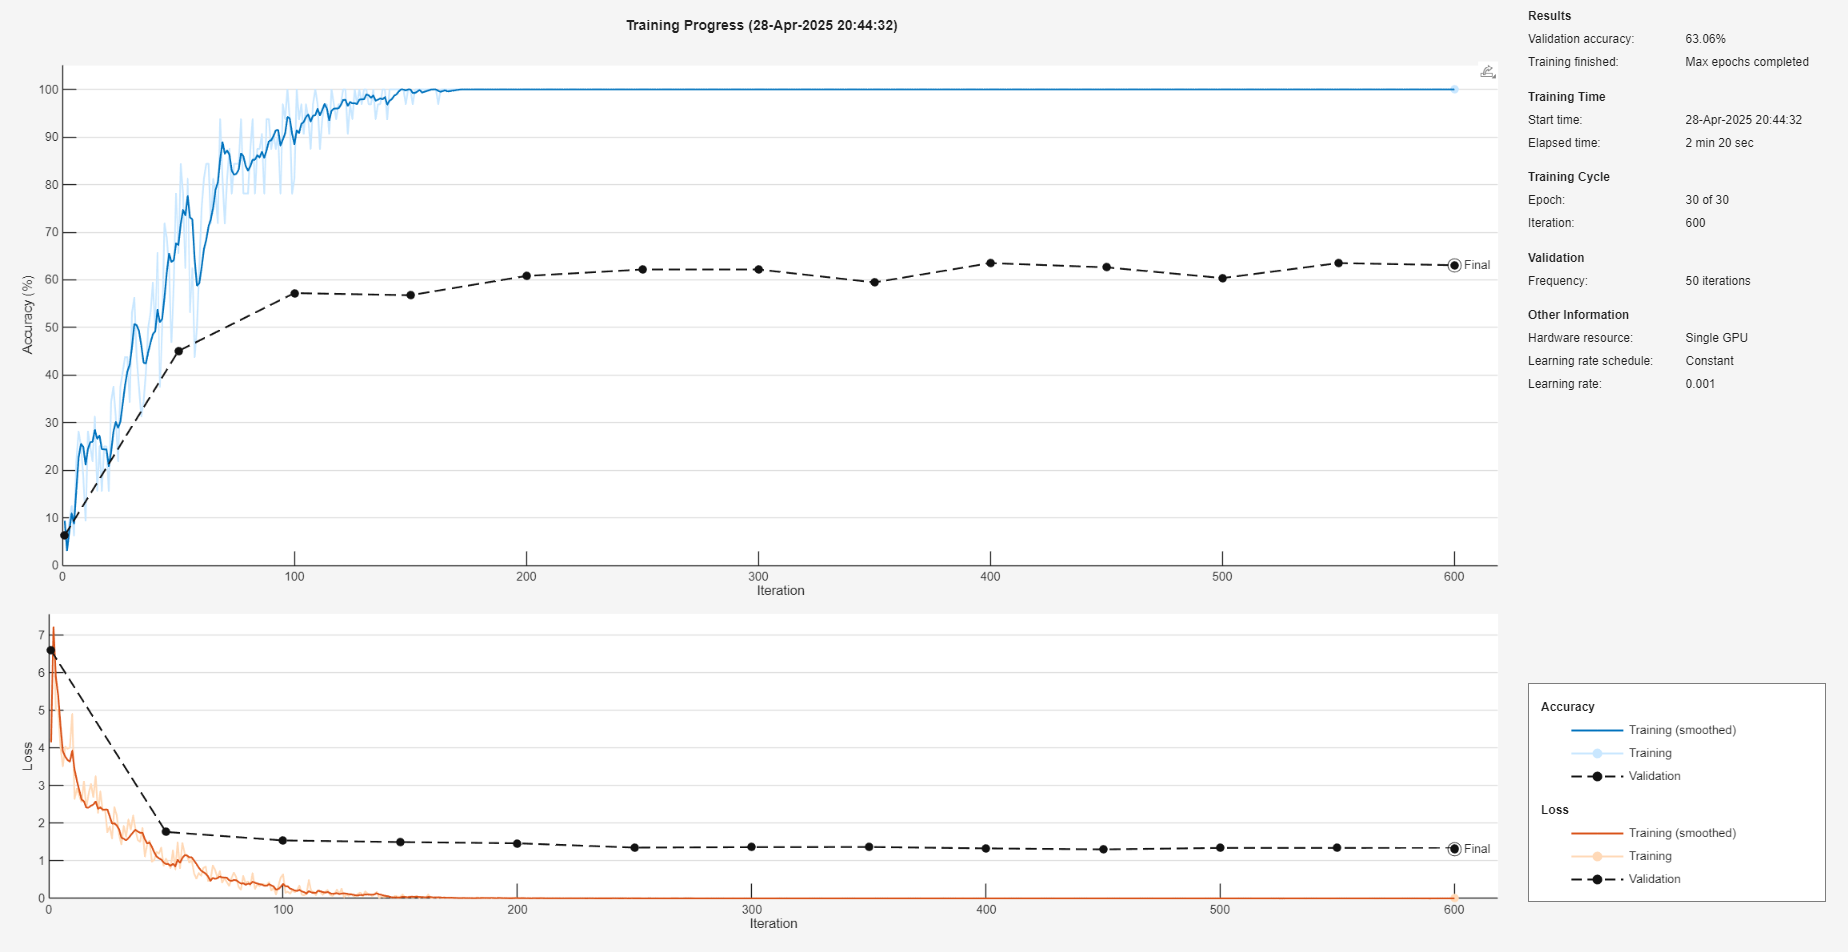 Training Progress (28-Apr-2025 20:44:32)
100
90
80
70
60
50
40
30
20
10
0
Accuracy (%)
Final
0 100 200 300 400 500 600
Iteration
7
6
5
4
3
2
1
0
Loss
Final
0 100 200 300 400 500 600
Iteration
Results
Validation accuracy: 63.06%
Training finished: Max epochs completed
Training Time
Start time: 28-Apr-2025 20:44:32
Elapsed time: 2 min 20 sec
Training Cycle
Epoch: 30 of 30
Iteration: 600
Validation
Frequency: 50 iterations
Other Information
Hardware resource: Single GPU
Learning rate schedule: Constant
Learning rate: 0.001
Accuracy
Training (smoothed)
Training
Validation
Loss
Training (smoothed)
Training
Validation